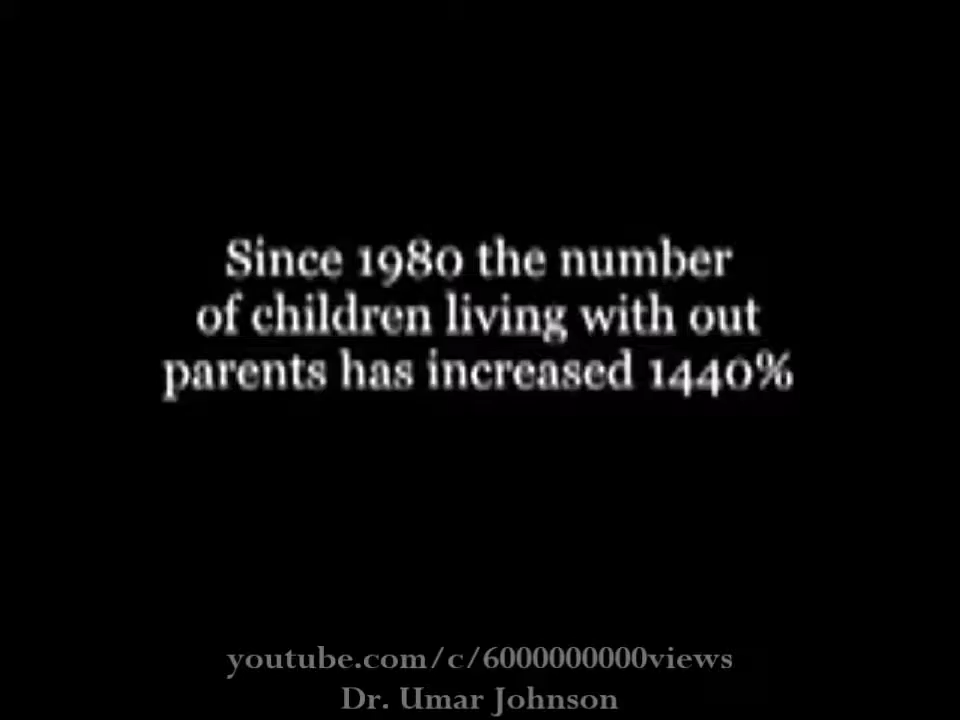 Since 1980 the number
of children living with out
parents has increased 1440%
youtube.com/c/6000000000views
Dr. Umar Johnson